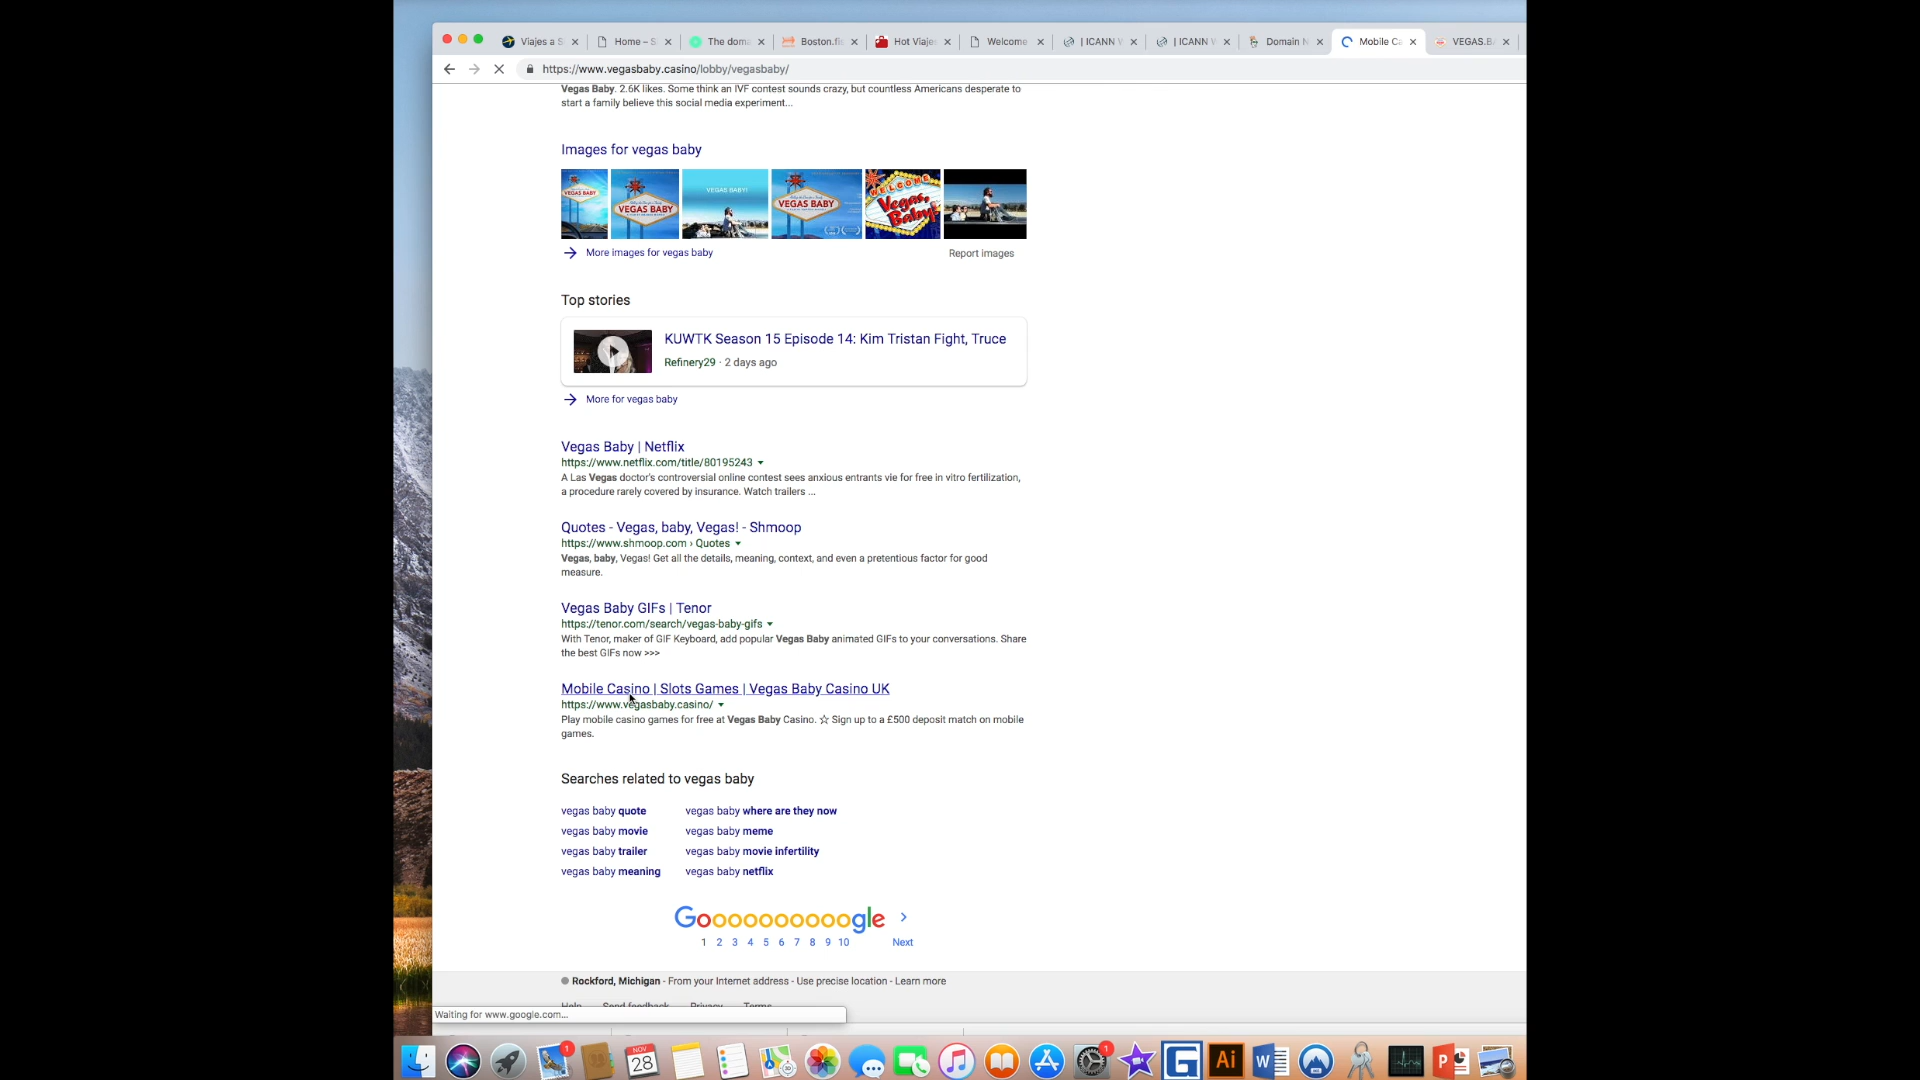 Viajes a S
Home – S
The doma
Boston.fi
Hot Viaje
Welcome
| ICANN W
| ICANN W
Domain N
Mobile Ca
VEGAS.B
https://www.vegasbaby.casino/lobby/vegasbaby/
Vegas Baby. 2.6K likes. Some think an IVF contest sounds crazy, but countless Americans desperate to
start a family believe this social media experiment...
Images for vegas baby
VEGAS BABY
VEGAS BABY
VEGAS BABY!
VEGAS BABY
WELCOME
Vegas, Baby!
More images for vegas baby
Report images
Top stories
KUWTK Season 15 Episode 14: Kim Tristan Fight, Truce
Refinery29 · 2 days ago
More for vegas baby
Vegas Baby | Netflix
https://www.netflix.com/title/80195243
A Las Vegas doctor's controversial online contest sees anxious entrants vie for free in vitro fertilization,
a procedure rarely covered by insurance. Watch trailers ...
Quotes - Vegas, baby, Vegas! - Shmoop
https://www.shmoop.com › Quotes
Vegas, baby, Vegas! Get all the details, meaning, context, and even a pretentious factor for good
measure.
Vegas Baby GIFs | Tenor
https://tenor.com/search/vegas-baby-gifs
With Tenor, maker of GIF Keyboard, add popular Vegas Baby animated GIFs to your conversations. Share
the best GIFs now >>>
Mobile Casino | Slots Games | Vegas Baby Casino UK
https://www.vegasbaby.casino/
Play mobile casino games for free at Vegas Baby Casino. ☆ Sign up to a £500 deposit match on mobile
games.
Searches related to vegas baby
vegas baby quote
vegas baby where are they now
vegas baby movie
vegas baby meme
vegas baby trailer
vegas baby movie infertility
vegas baby meaning
vegas baby netflix
Goooooooooogle
1 2 3 4 5 6 7 8 9 10 Next
Rockford, Michigan - From your Internet address - Use precise location - Learn more
Help Send feedback Privacy Terms
Waiting for www.google.com...
1
NOV
28
1
Ai
W
P